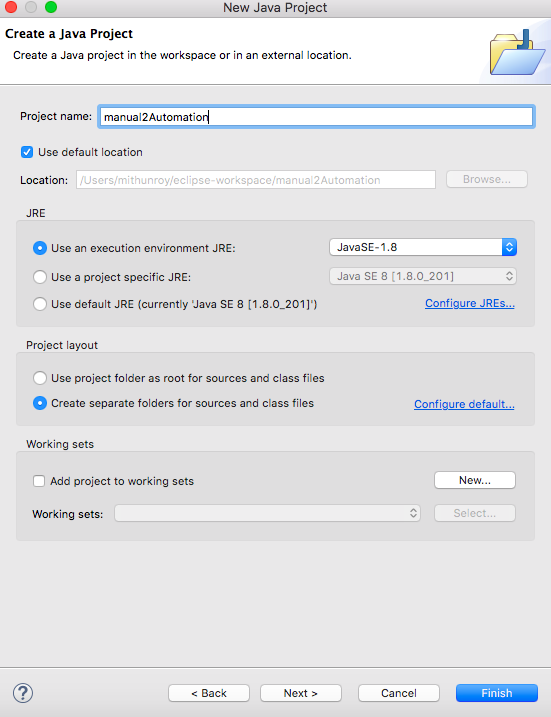 New Java Project
Create a Java Project
Create a Java project in the workspace or in an external location.
Project name: manual2Automation
Use default location
Location: /Users/mithunroy/eclipse-workspace/manual2Automation Browse...
JRE
Use an execution environment JRE: JavaSE-1.8
Use a project specific JRE: Java SE 8 [1.8.0_201]
Use default JRE (currently 'Java SE 8 [1.8.0_201]') Configure JREs...
Project layout
Use project folder as root for sources and class files
Create separate folders for sources and class files Configure default...
Working sets
Add project to working sets New...
Working sets: Select...
? < Back Next > Cancel Finish